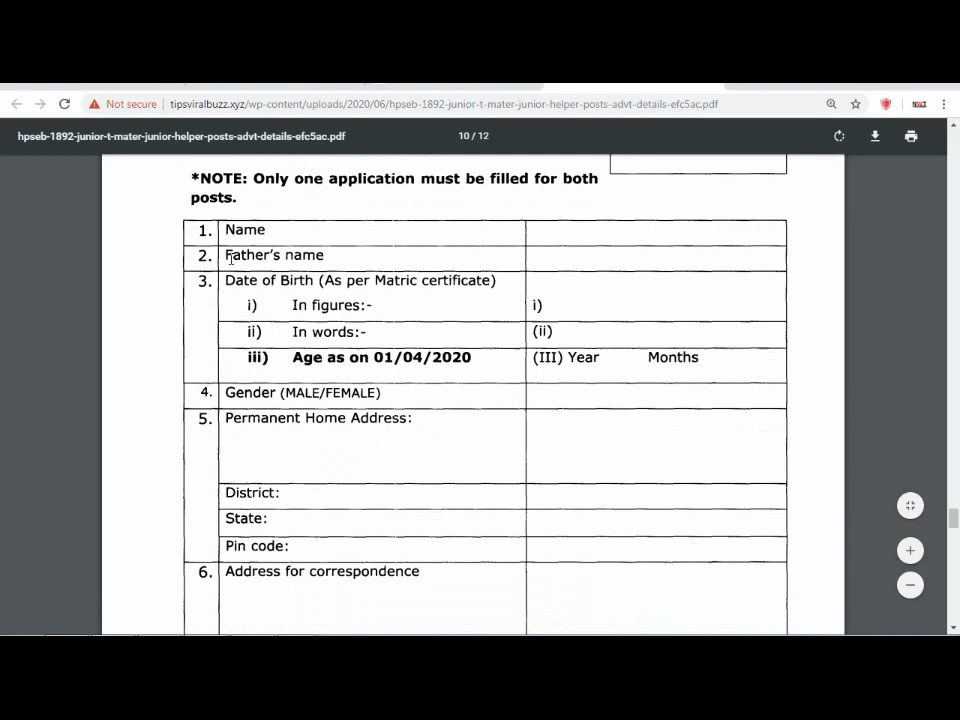 Not secure | tipsviralbuzz.xyz/wp-content/uploads/2020/06/hpseb-1892-junior-t-mater-junior-helper-posts-advt-details-efc5ac.pdf
hpseb-1892-junior-t-mater-junior-helper-posts-advt-details-efc5ac.pdf 10 / 12
*NOTE: Only one application must be filled for both
posts.
1. Name
2. Father's name
3. Date of Birth (As per Matric certificate)
i) In figures:- i)
ii) In words:- (ii)
iii) Age as on 01/04/2020 (III) Year Months
4. Gender (MALE/FEMALE)
5. Permanent Home Address:
District:
State:
Pin code:
6. Address for correspondence